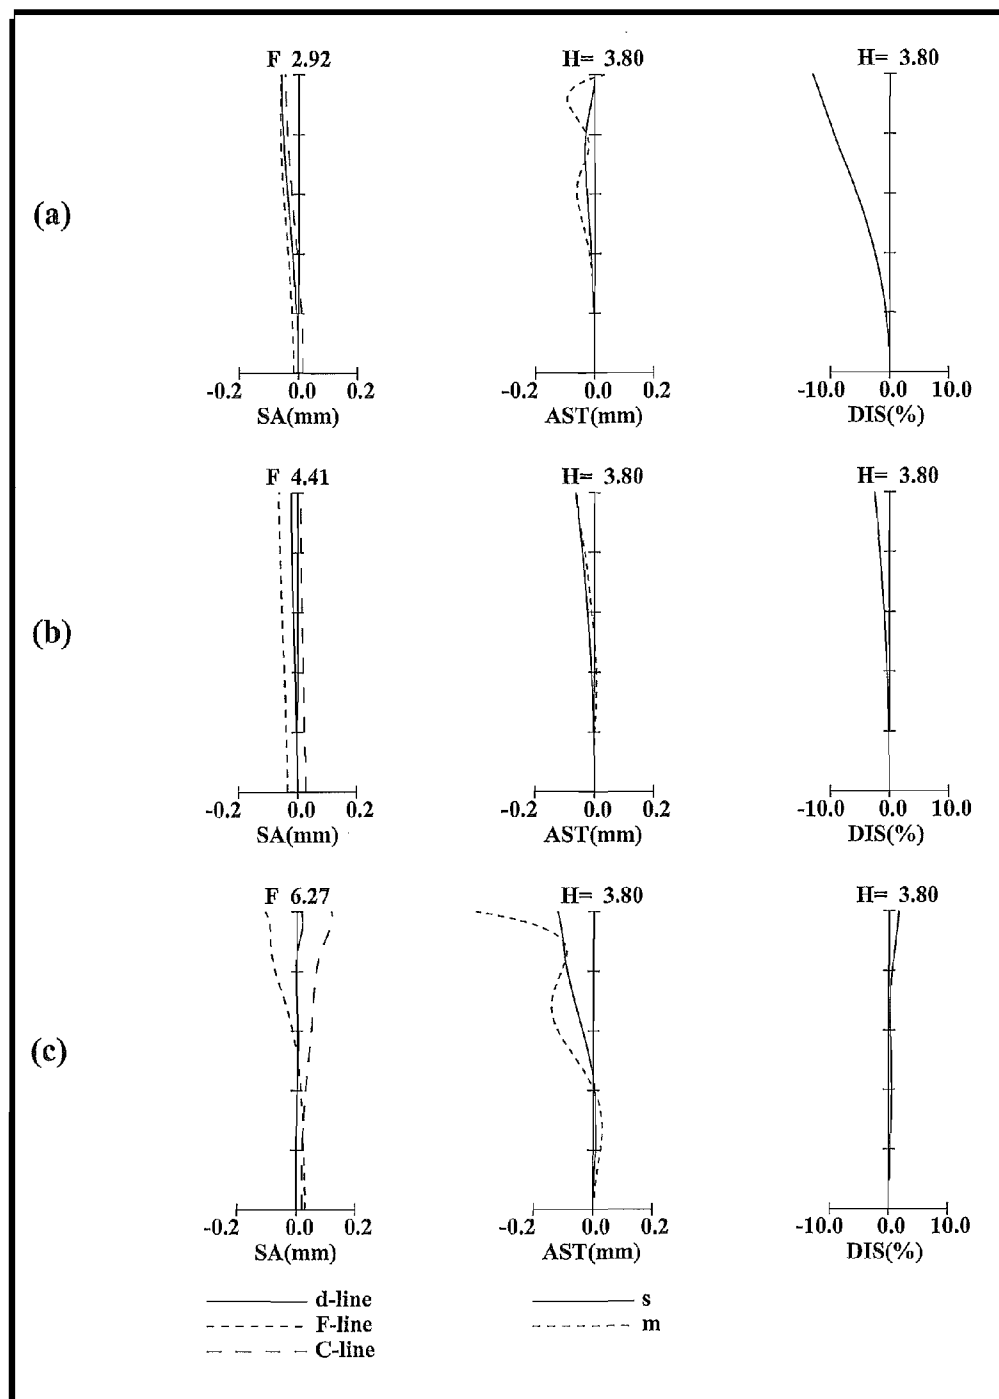 F 2.92
H= 3.80
H= 3.80
(a)
-0.2 0.0 0.2
SA(mm)
-0.2 0.0 0.2
AST(mm)
-10.0 0.0 10.0
DIS(%)
F 4.41
H= 3.80
H= 3.80
(b)
-0.2 0.0 0.2
SA(mm)
-0.2 0.0 0.2
AST(mm)
-10.0 0.0 10.0
DIS(%)
F 6.27
H= 3.80
H= 3.80
(c)
-0.2 0.0 0.2
SA(mm)
-0.2 0.0 0.2
AST(mm)
-10.0 0.0 10.0
DIS(%)
d-line
F-line
C-line
s
m